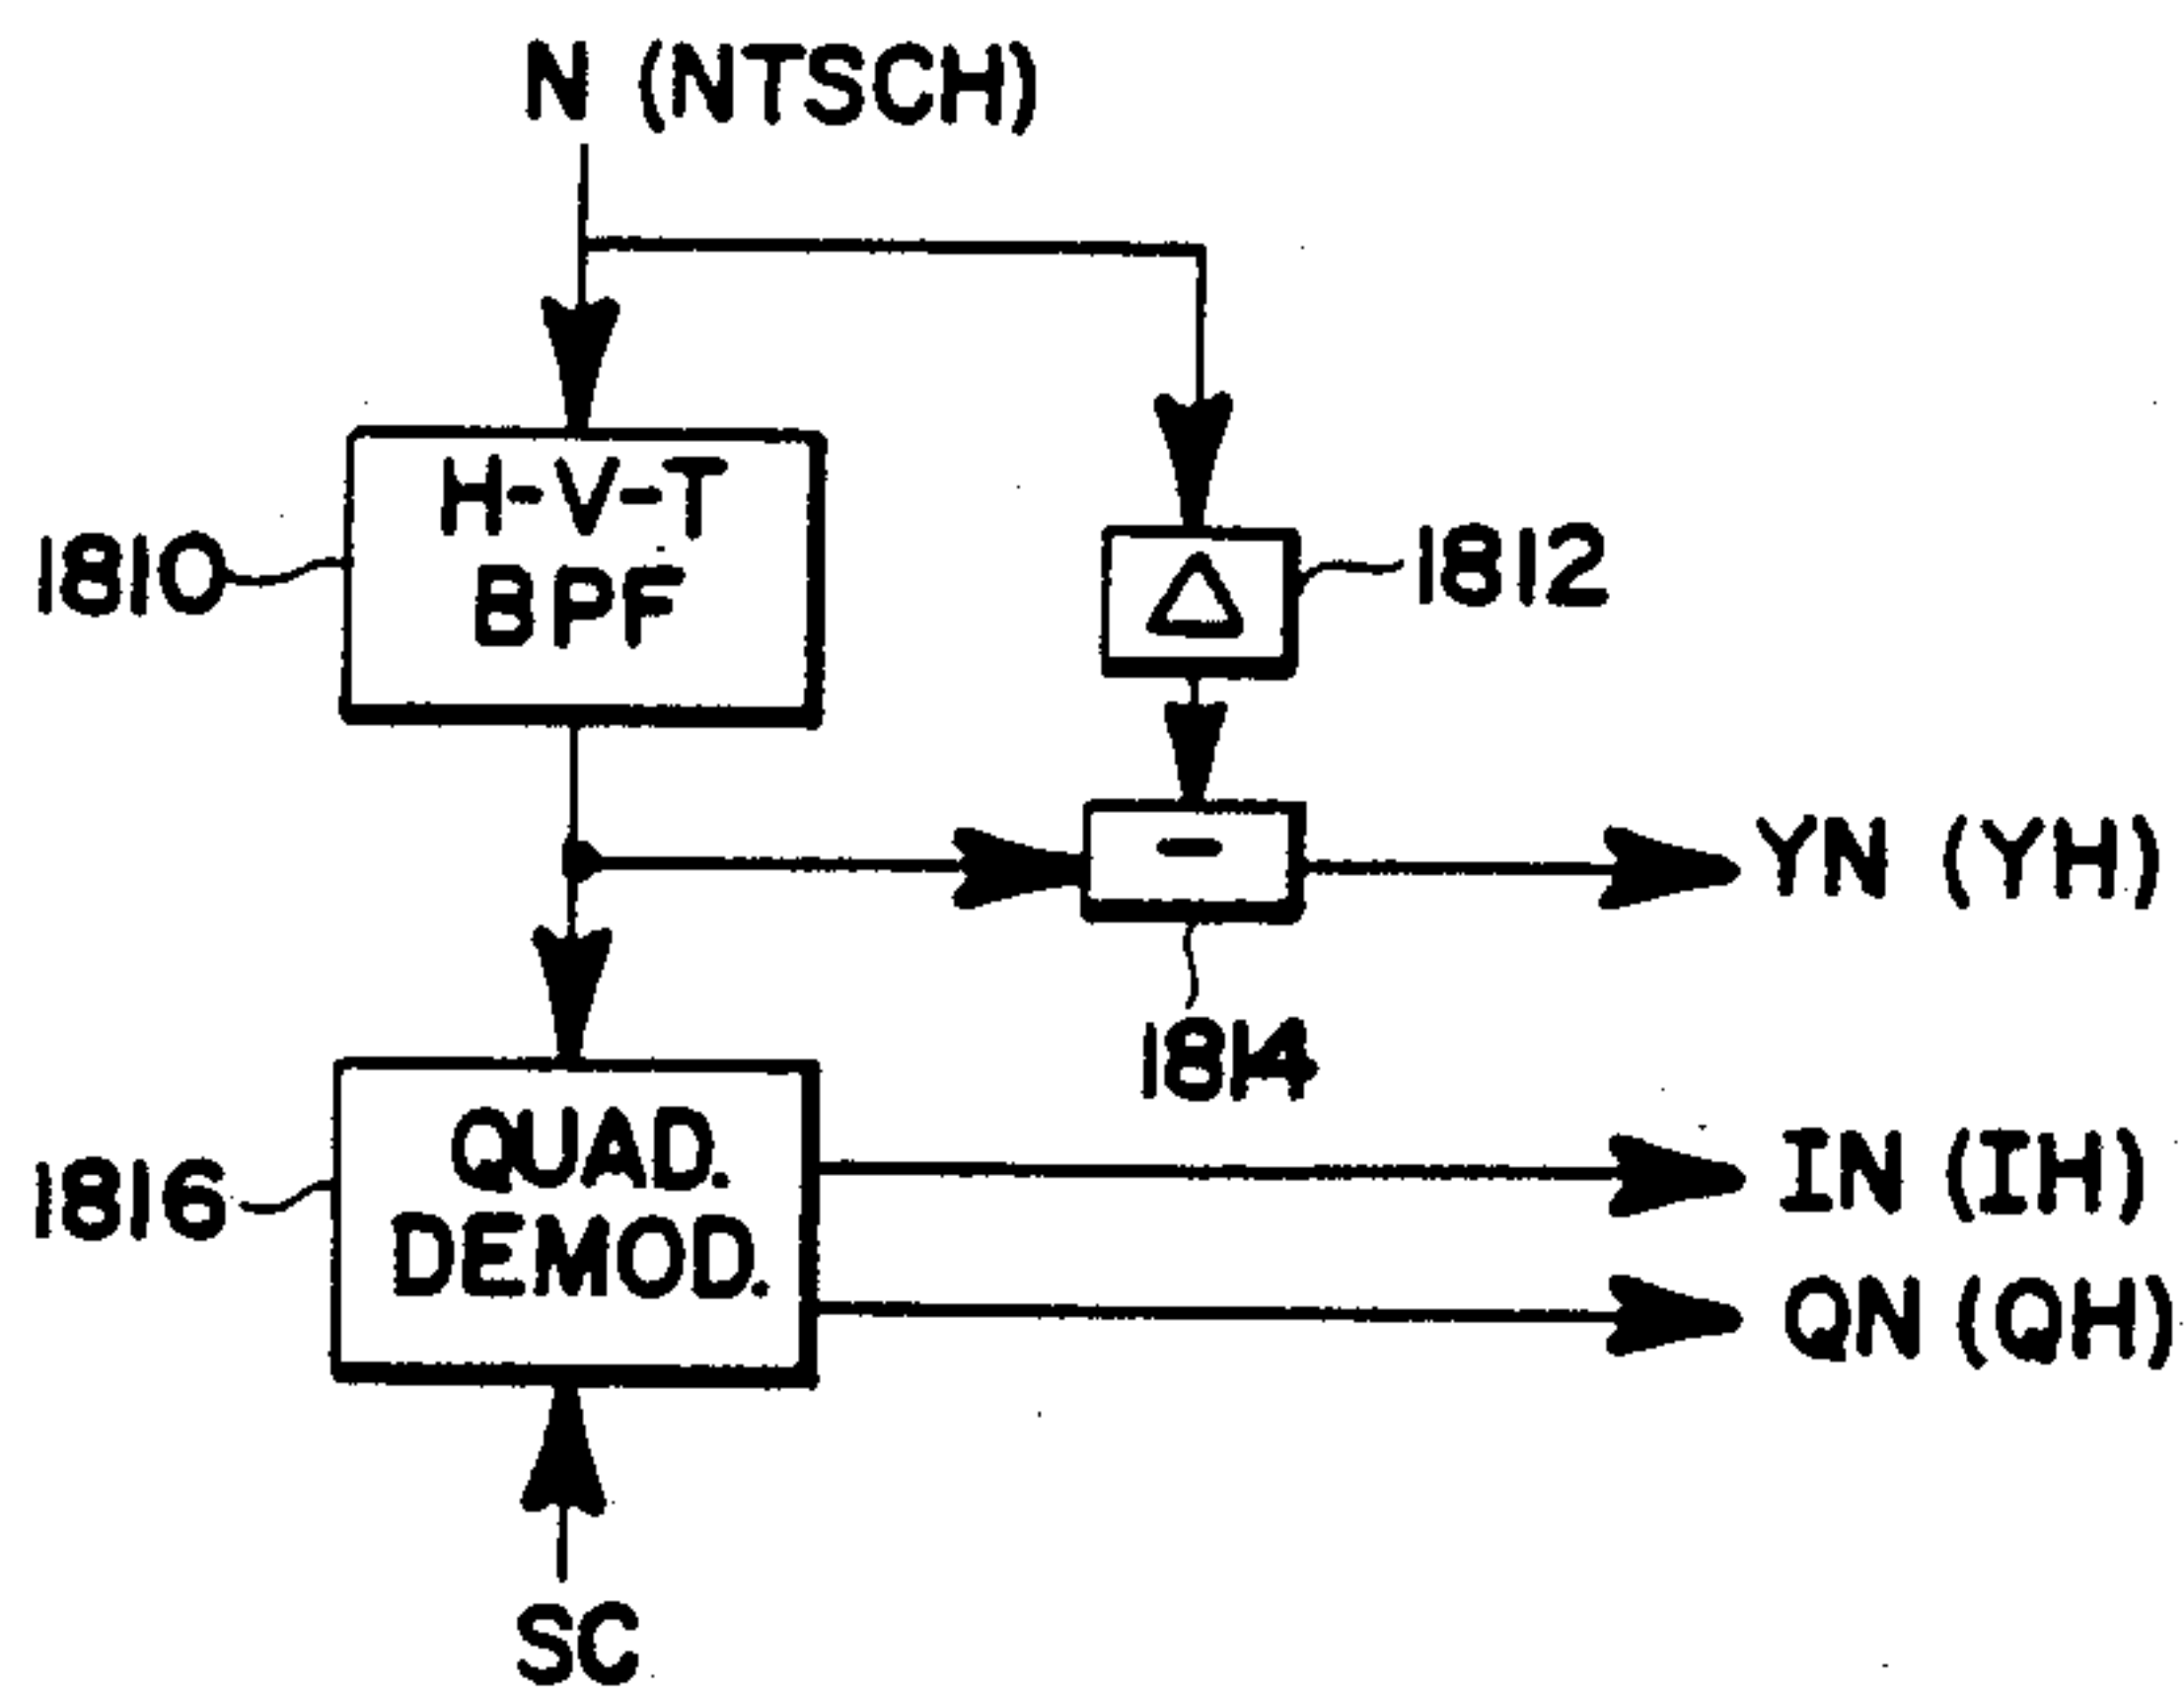 N (NTSCH)
H-V-T
BPF
1810
△
1812
-
YN (YH)
1814
QUAD.
DEMOD.
1816
IN (IH)
QN (QH)
SC